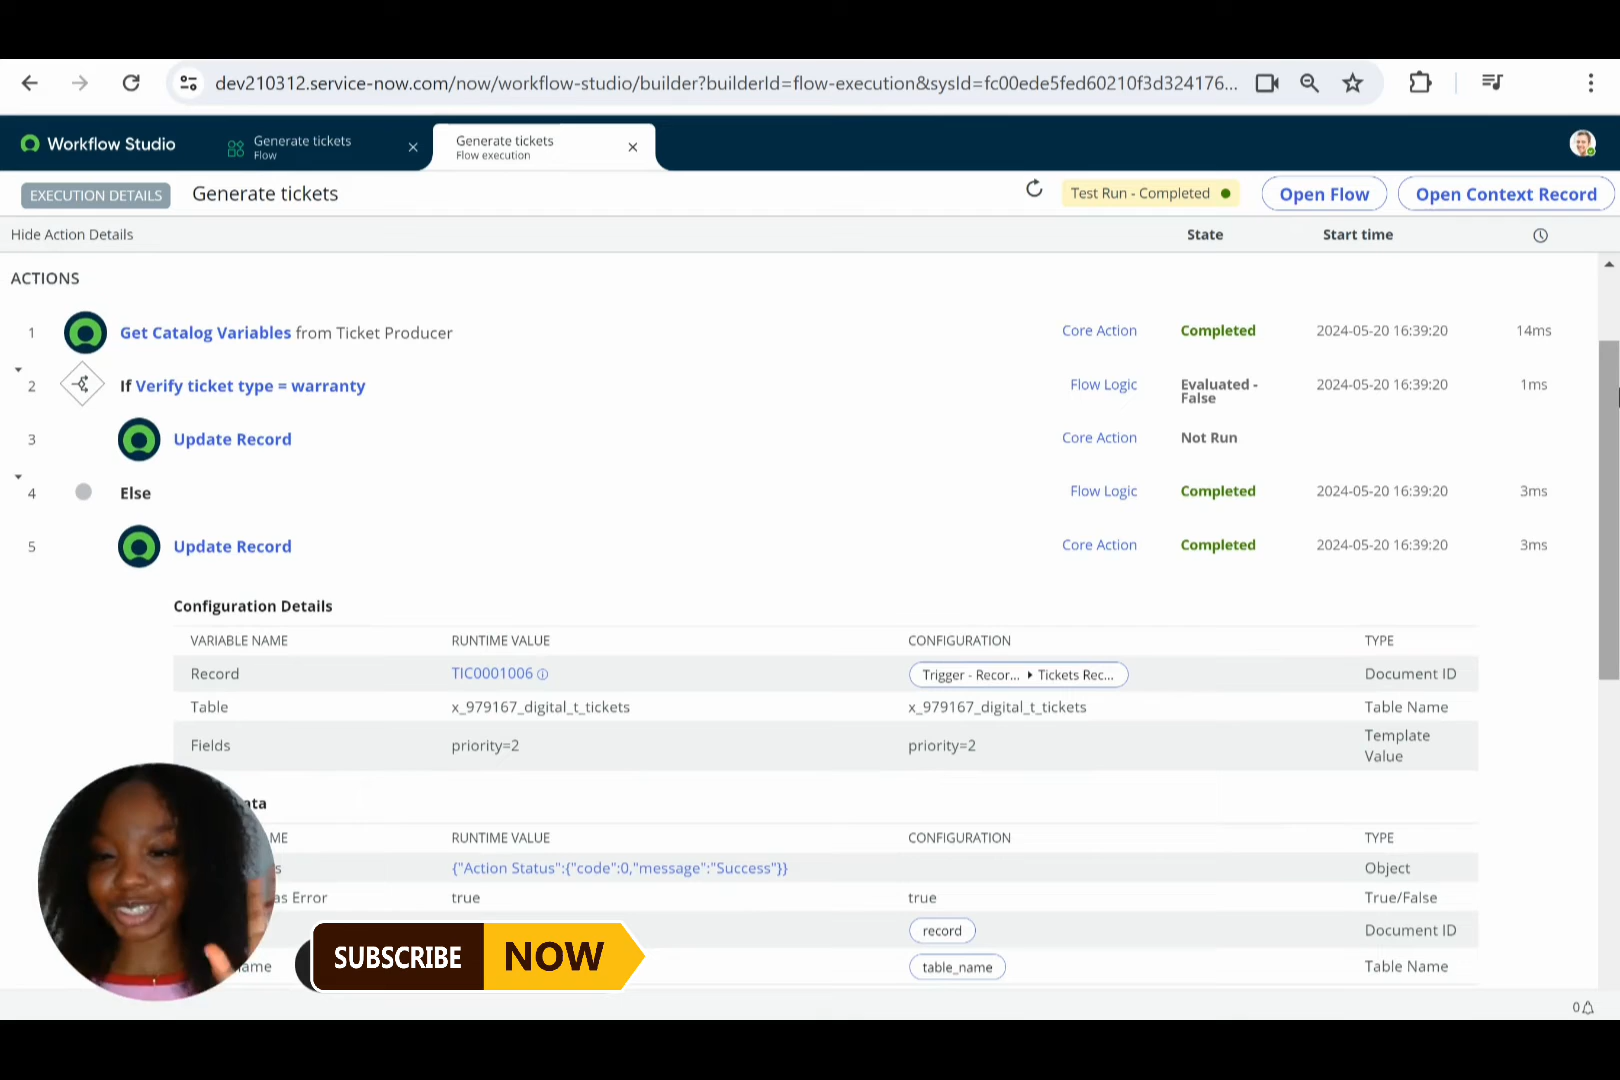 dev210312.service-now.com/now/workflow-studio/builder?builderId=flow-execution&sysId=fc00ede5fed60210f3d324176...
Workflow Studio
Generate tickets
Flow
Generate tickets
Flow execution
EXECUTION DETAILS
Generate tickets
Test Run - Completed
Open Flow
Open Context Record
Hide Action Details
State
Start time
ACTIONS
1 Get Catalog Variables from Ticket Producer Core Action Completed 2024-05-20 16:39:20 14ms
2 If Verify ticket type = warranty Flow Logic Evaluated - False 2024-05-20 16:39:20 1ms
3 Update Record Core Action Not Run
4 Else Flow Logic Completed 2024-05-20 16:39:20 3ms
5 Update Record Core Action Completed 2024-05-20 16:39:20 3ms
Configuration Details
VARIABLE NAME RUNTIME VALUE CONFIGURATION TYPE
Record TIC0001006 Trigger - Recor... Tickets Rec... Document ID
Table x_979167_digital_t_tickets x_979167_digital_t_tickets Table Name
Fields priority=2 priority=2 Template Value
ata
ME RUNTIME VALUE CONFIGURATION TYPE
s {"Action Status":{"code":0,"message":"Success"}} Object
as Error true true True/False
record Document ID
ame table_name Table Name
SUBSCRIBE NOW
0